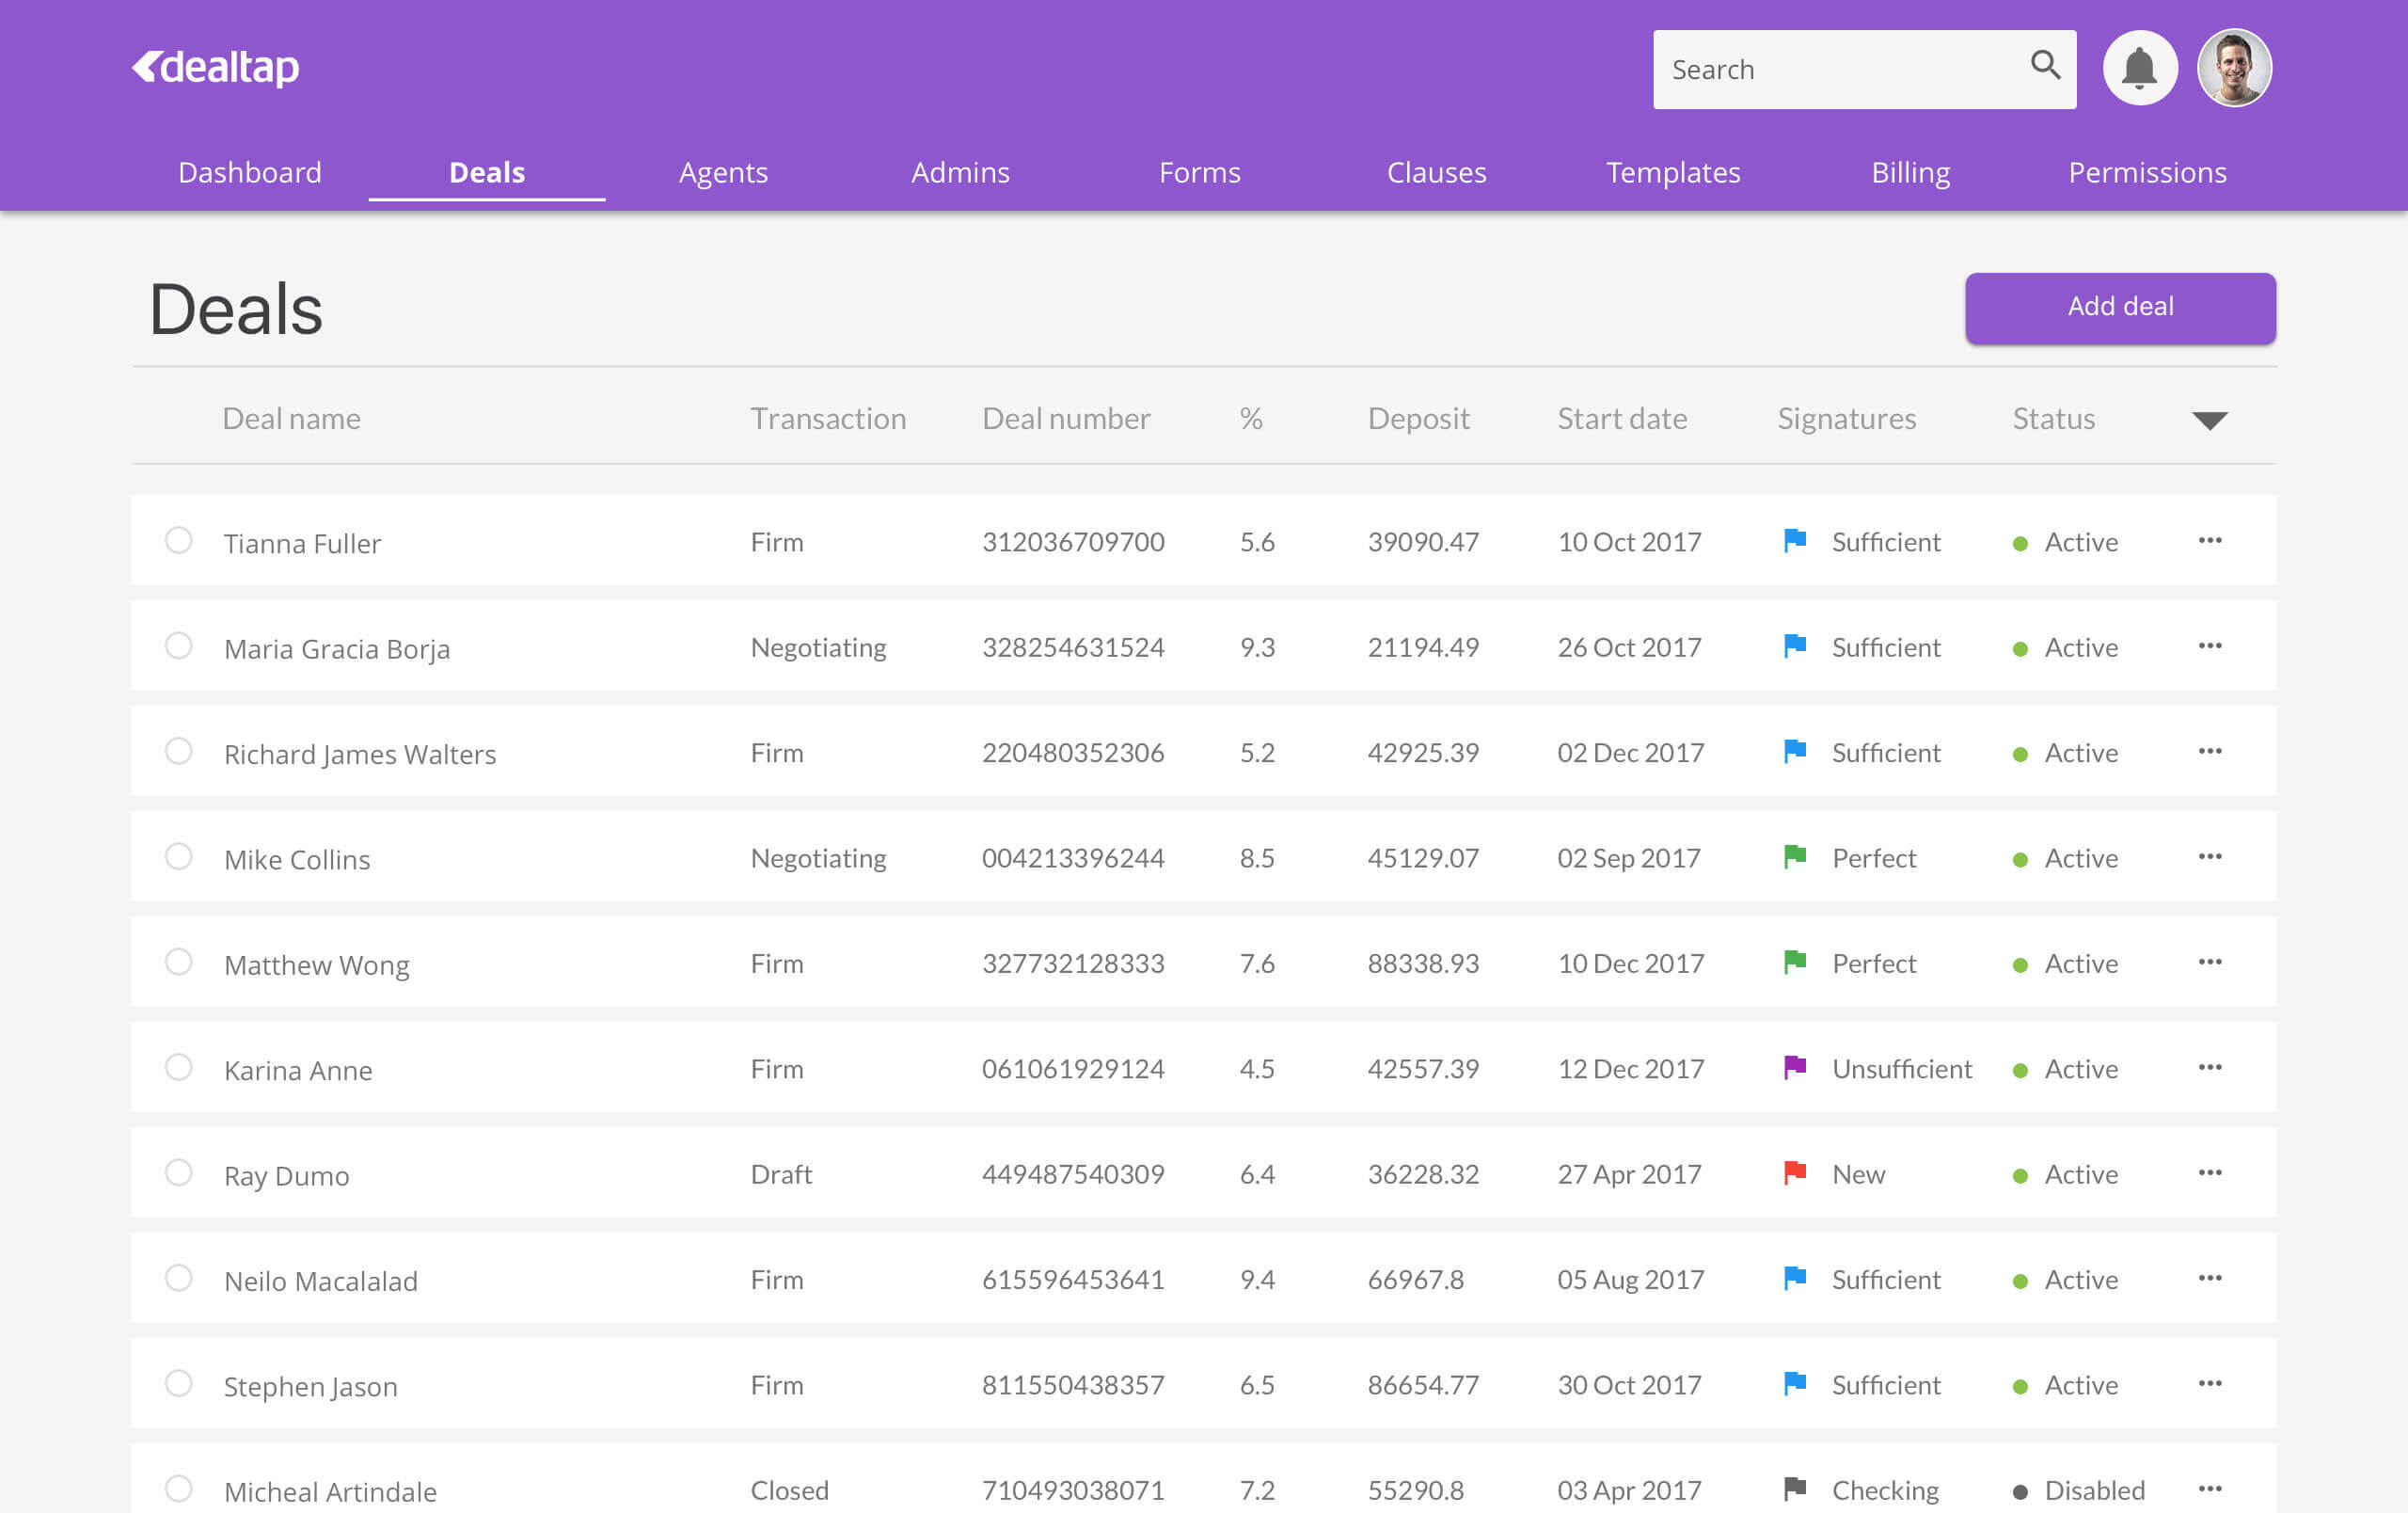 dealtap
Search
Dashboard Deals Agents Admins Forms Clauses Templates Billing Permissions
Deals
Add deal
Deal name Transaction Deal number % Deposit Start date Signatures Status
Tianna Fuller Firm 312036709700 5.6 39090.47 10 Oct 2017 Sufficient Active
Maria Gracia Borja Negotiating 328254631524 9.3 21194.49 26 Oct 2017 Sufficient Active
Richard James Walters Firm 220480352306 5.2 42925.39 02 Dec 2017 Sufficient Active
Mike Collins Negotiating 004213396244 8.5 45129.07 02 Sep 2017 Perfect Active
Matthew Wong Firm 327732128333 7.6 88338.93 10 Dec 2017 Perfect Active
Karina Anne Firm 061061929124 4.5 42557.39 12 Dec 2017 Unsufficient Active
Ray Dumo Draft 449487540309 6.4 36228.32 27 Apr 2017 New Active
Neilo Macalalad Firm 615596453641 9.4 66967.8 05 Aug 2017 Sufficient Active
Stephen Jason Firm 811550438357 6.5 86654.77 30 Oct 2017 Sufficient Active
Micheal Artindale Closed 710493038071 7.2 55290.8 03 Apr 2017 Checking Disabled